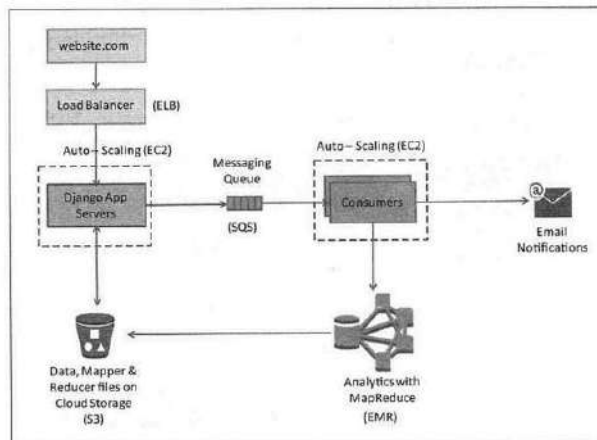 website.com
Load Balancer
(ELB)
Auto – Scaling (EC2)
Auto – Scaling (EC2)
Messaging
Queue
Django App
Servers
Consumers
(SQS)
@
Email
Notifications
Data, Mapper &
Reducer files on
Cloud Storage
(S3)
Analytics with
MapReduce
(EMR)